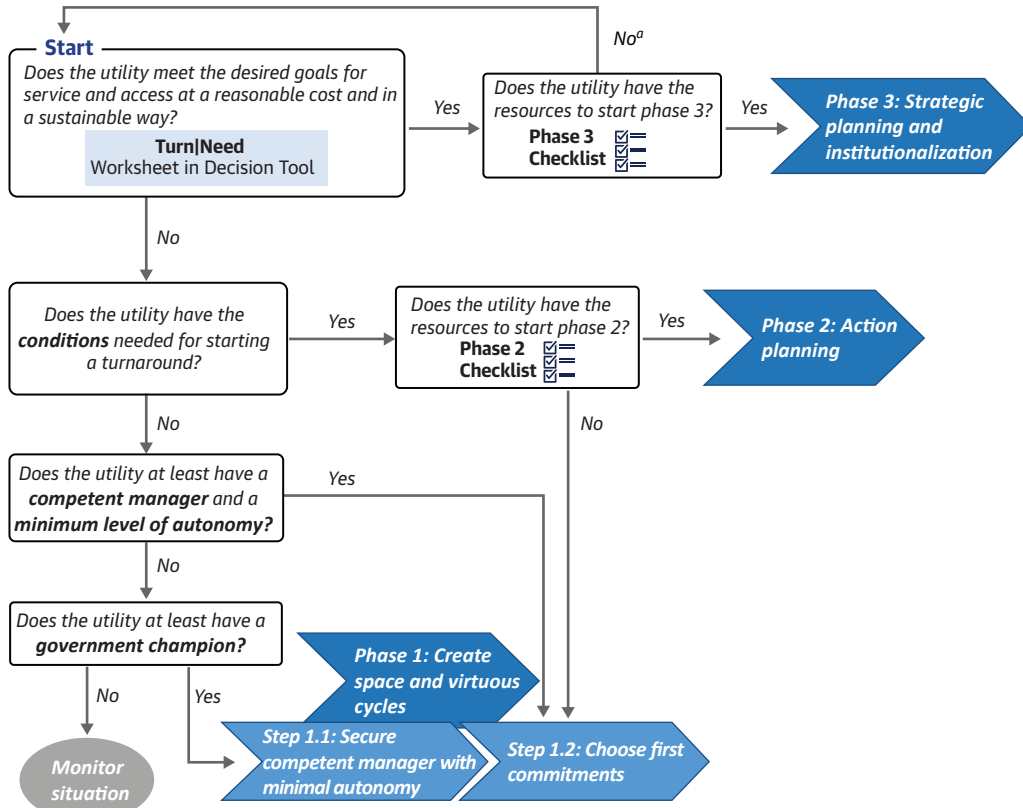 Noᵃ
Start
Does the utility meet the desired goals for
service and access at a reasonable cost and in
a sustainable way?
Turn|Need
Worksheet in Decision Tool
Yes
Does the utility have the
resources to start phase 3?
Phase 3
Checklist
Yes
Phase 3: Strategic
planning and
institutionalization
No
Does the utility have the
conditions needed for starting
a turnaround?
Yes
Does the utility have the
resources to start phase 2?
Phase 2
Checklist
Yes
Phase 2: Action
planning
No
No
Does the utility at least have a
competent manager and a
minimum level of autonomy?
Yes
No
Does the utility at least have a
government champion?
No
Yes
Phase 1: Create
space and virtuous
cycles
Monitor
situation
Step 1.1: Secure
competent manager with
minimal autonomy
Step 1.2: Choose first
commitments